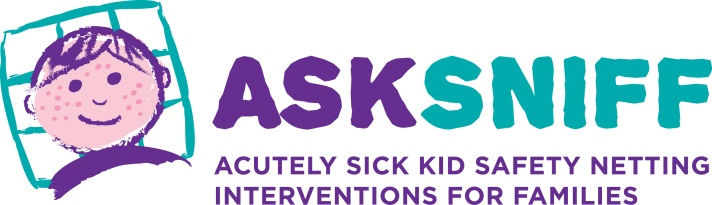 ASKSNIFF
ACUTELY SICK KID SAFETY NETTING
INTERVENTIONS FOR FAMILIES